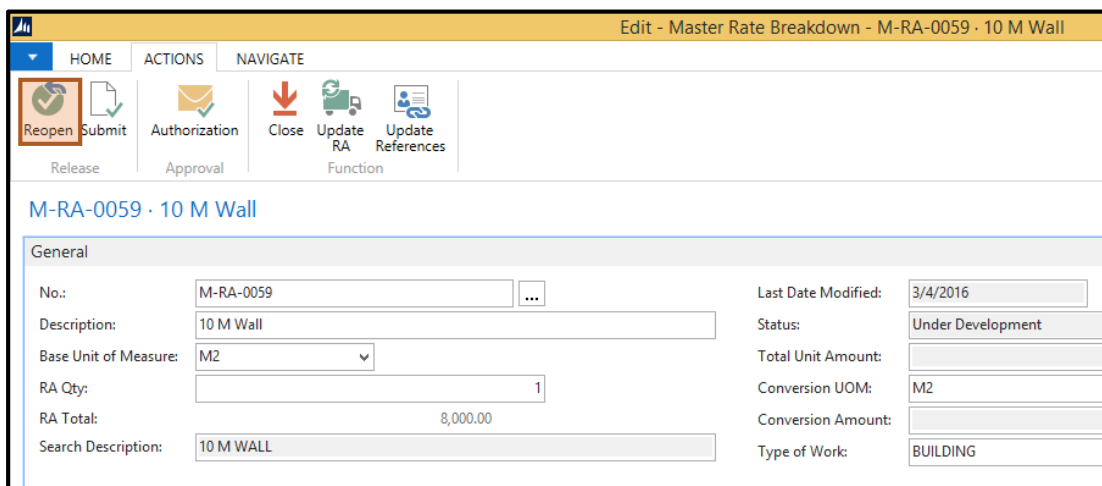 Edit - Master Rate Breakdown - M-RA-0059 · 10 M Wall
HOME ACTIONS NAVIGATE
Reopen Submit Authorization Close Update RA Update References
Release Approval Function
M-RA-0059 · 10 M Wall
General
No.: M-RA-0059 ... Last Date Modified: 3/4/2016
Description: 10 M Wall Status: Under Development
Base Unit of Measure: M2 Total Unit Amount:
RA Qty: 1 Conversion UOM: M2
RA Total: 8,000.00 Conversion Amount:
Search Description: 10 M WALL Type of Work: BUILDING